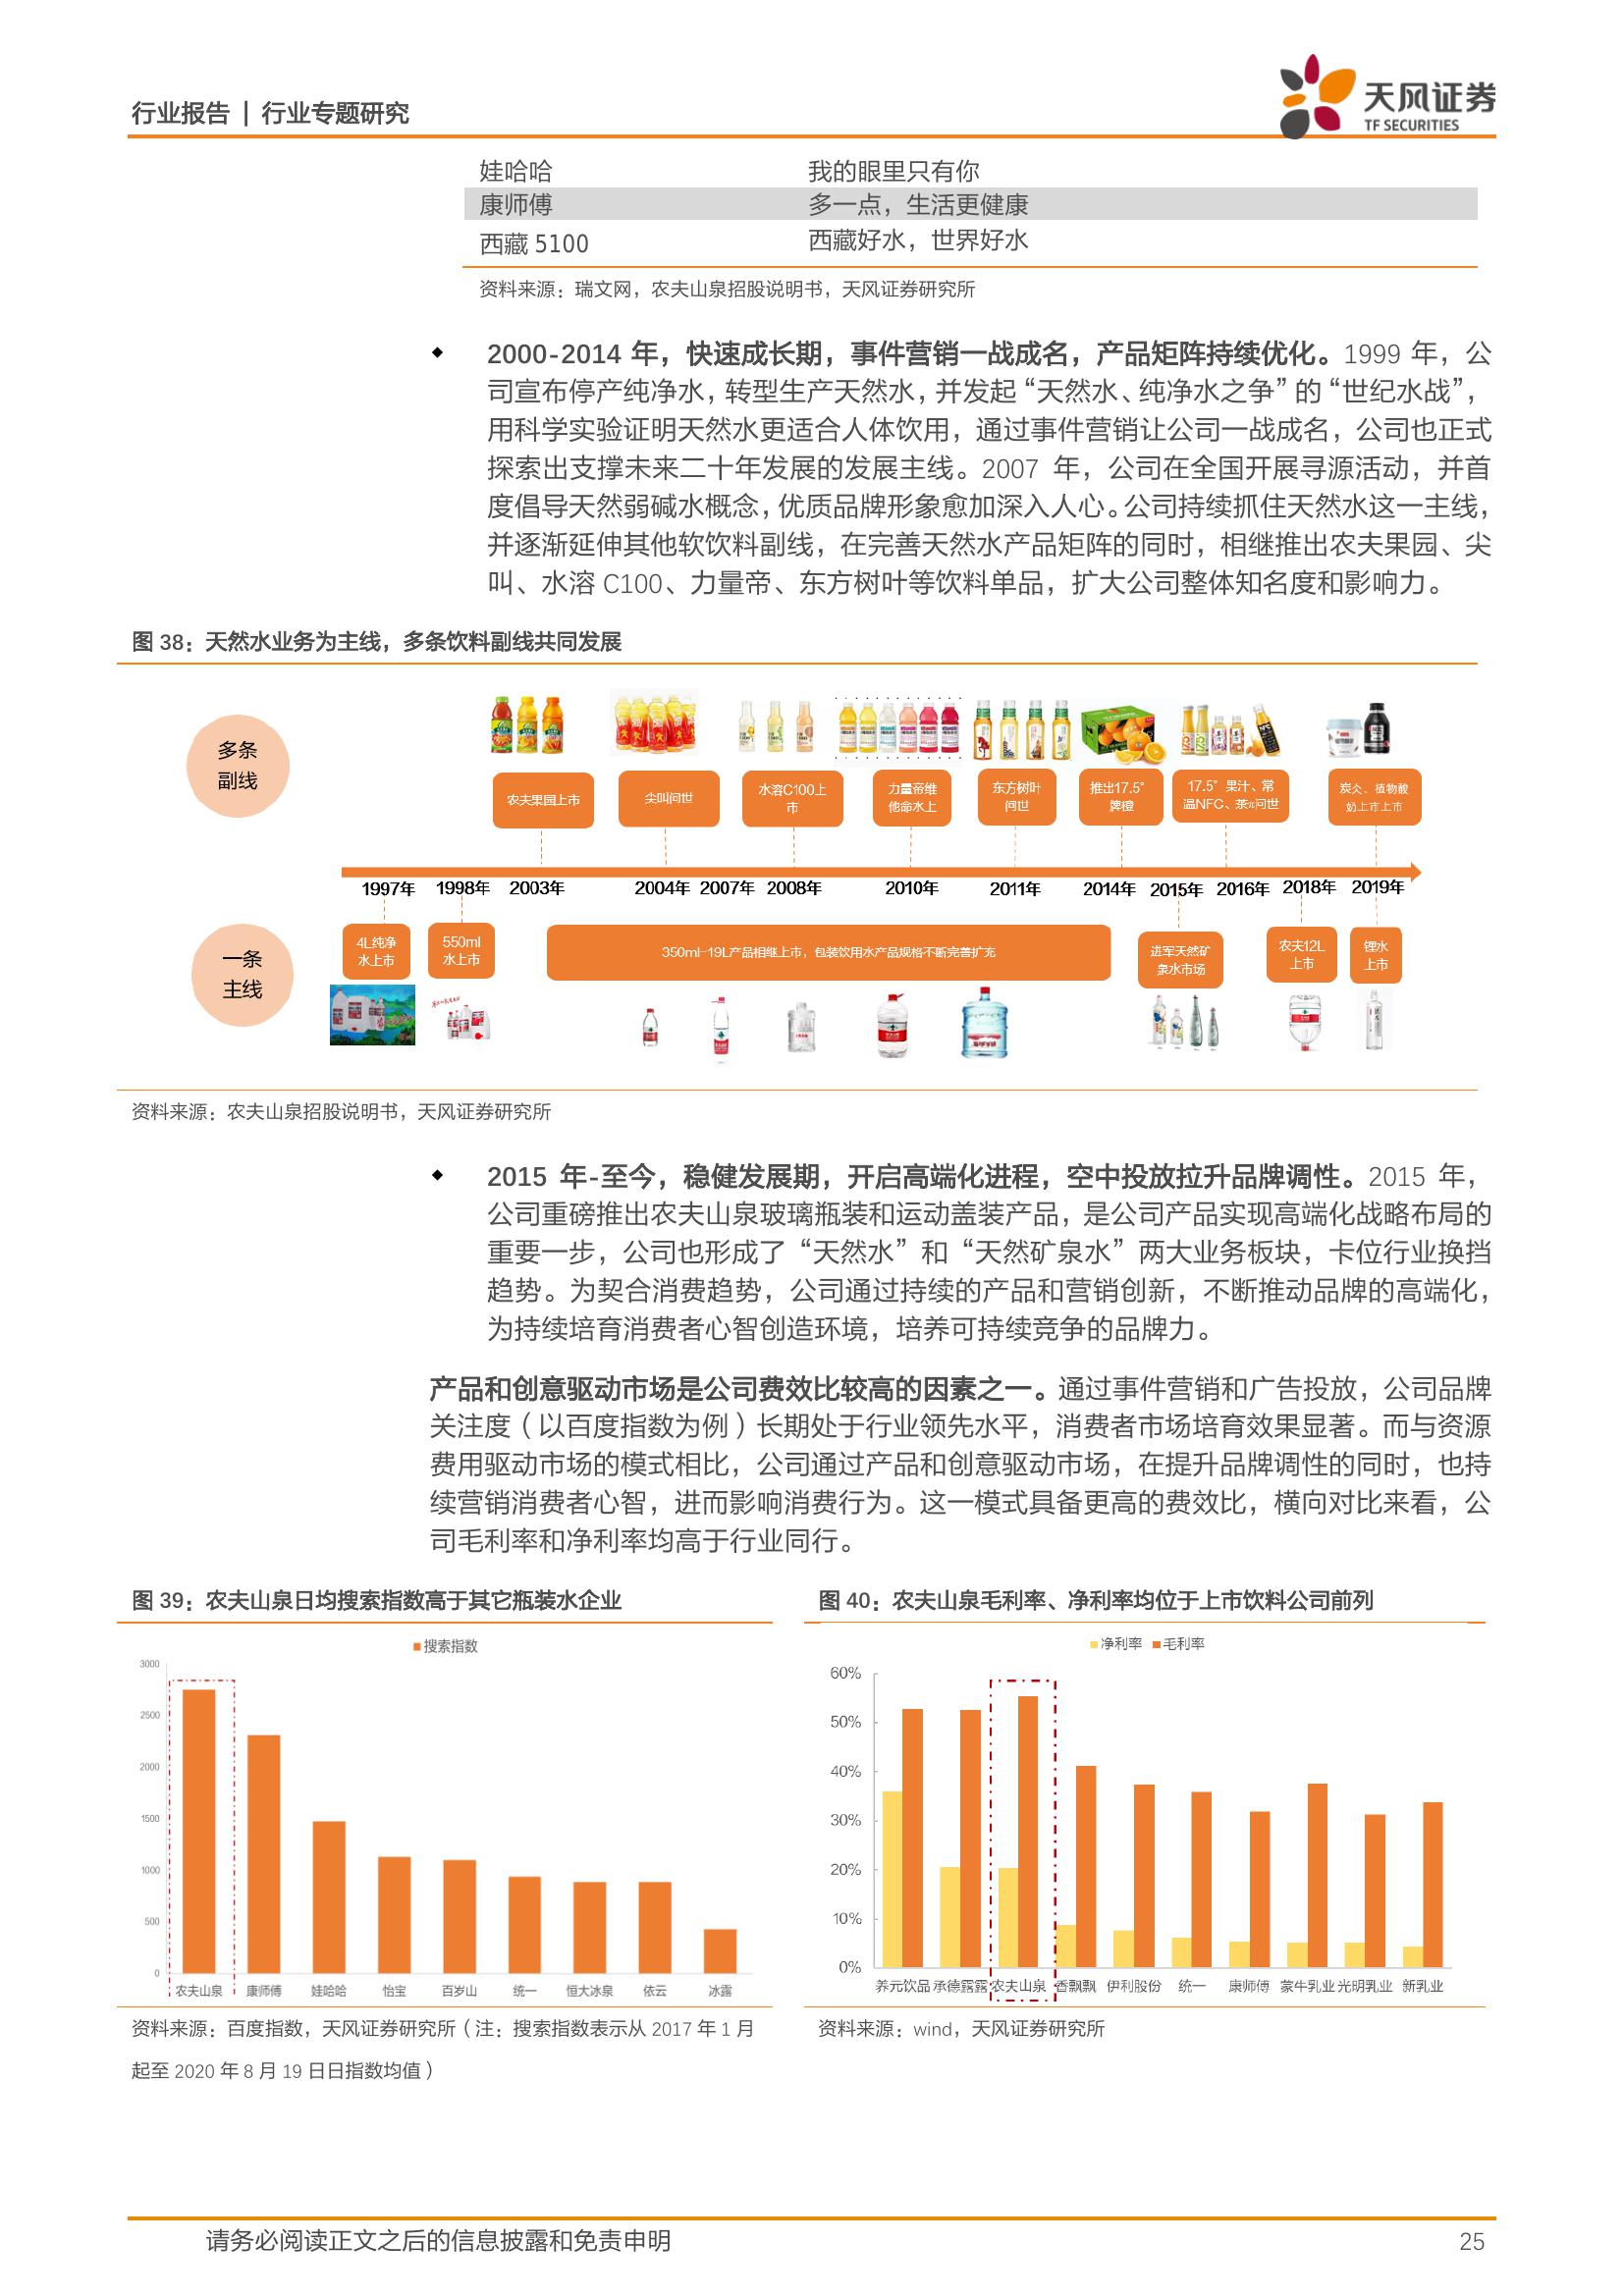 行业报告 | 行业专题研究
天风证券
TF SECURITIES
娃哈哈 我的眼里只有你
康师傅 多一点，生活更健康
西藏 5100 西藏好水，世界好水
资料来源：瑞文网，农夫山泉招股说明书，天风证券研究所
◆ 2000-2014 年，快速成长期，事件营销一战成名，产品矩阵持续优化。1999 年，公
司宣布停产纯净水，转型生产天然水，并发起“天然水、纯净水之争”的“世纪水战”，
用科学实验证明天然水更适合人体饮用，通过事件营销让公司一战成名，公司也正式
探索出支撑未来二十年发展的发展主线。2007 年，公司在全国开展寻源活动，并首
度倡导天然弱碱水概念，优质品牌形象愈加深入人心。公司持续抓住天然水这一主线，
并逐渐延伸其他软饮料副线，在完善天然水产品矩阵的同时，相继推出农夫果园、尖
叫、水溶 C100、力量帝、东方树叶等饮料单品，扩大公司整体知名度和影响力。
图 38：天然水业务为主线，多条饮料副线共同发展
多条
副线
农夫果园上市
尖叫问世
水溶C100上
市
力量帝维
他命水上
东方树叶
问世
推出17.5°
牌橙
17.5°果汁、常
温NFC、茶π问世
炭仌、植物酸
奶上市上市
1997年 1998年 2003年 2004年 2007年 2008年 2010年 2011年 2014年 2015年 2016年 2018年 2019年
一条
主线
4L纯净
水上市
550ml
水上市
350ml-19L产品相继上市，包装饮用水产品规格不断完善扩充
进军天然矿
泉水市场
农夫12L
上市
锂水
上市
资料来源：农夫山泉招股说明书，天风证券研究所
◆ 2015 年-至今，稳健发展期，开启高端化进程，空中投放拉升品牌调性。2015 年，
公司重磅推出农夫山泉玻璃瓶装和运动盖装产品，是公司产品实现高端化战略布局的
重要一步，公司也形成了“天然水”和“天然矿泉水”两大业务板块，卡位行业换挡
趋势。为契合消费趋势，公司通过持续的产品和营销创新，不断推动品牌的高端化，
为持续培育消费者心智创造环境，培养可持续竞争的品牌力。
产品和创意驱动市场是公司费效比较高的因素之一。通过事件营销和广告投放，公司品牌
关注度（以百度指数为例）长期处于行业领先水平，消费者市场培育效果显著。而与资源
费用驱动市场的模式相比，公司通过产品和创意驱动市场，在提升品牌调性的同时，也持
续营销消费者心智，进而影响消费行为。这一模式具备更高的费效比，横向对比来看，公
司毛利率和净利率均高于行业同行。
图 39：农夫山泉日均搜索指数高于其它瓶装水企业
搜索指数
3000
2500
2000
1500
1000
500
0
农夫山泉 康师傅 娃哈哈 怡宝 百岁山 统一 恒大冰泉 依云 冰露
资料来源：百度指数，天风证券研究所（注：搜索指数表示从 2017 年 1 月
起至 2020 年 8 月 19 日日指数均值）
图 40：农夫山泉毛利率、净利率均位于上市饮料公司前列
净利率 毛利率
60%
50%
40%
30%
20%
10%
0%
养元饮品 承德露露 农夫山泉 香飘飘 伊利股份 统一 康师傅 蒙牛乳业 光明乳业 新乳业
资料来源：wind，天风证券研究所
请务必阅读正文之后的信息披露和免责申明 25